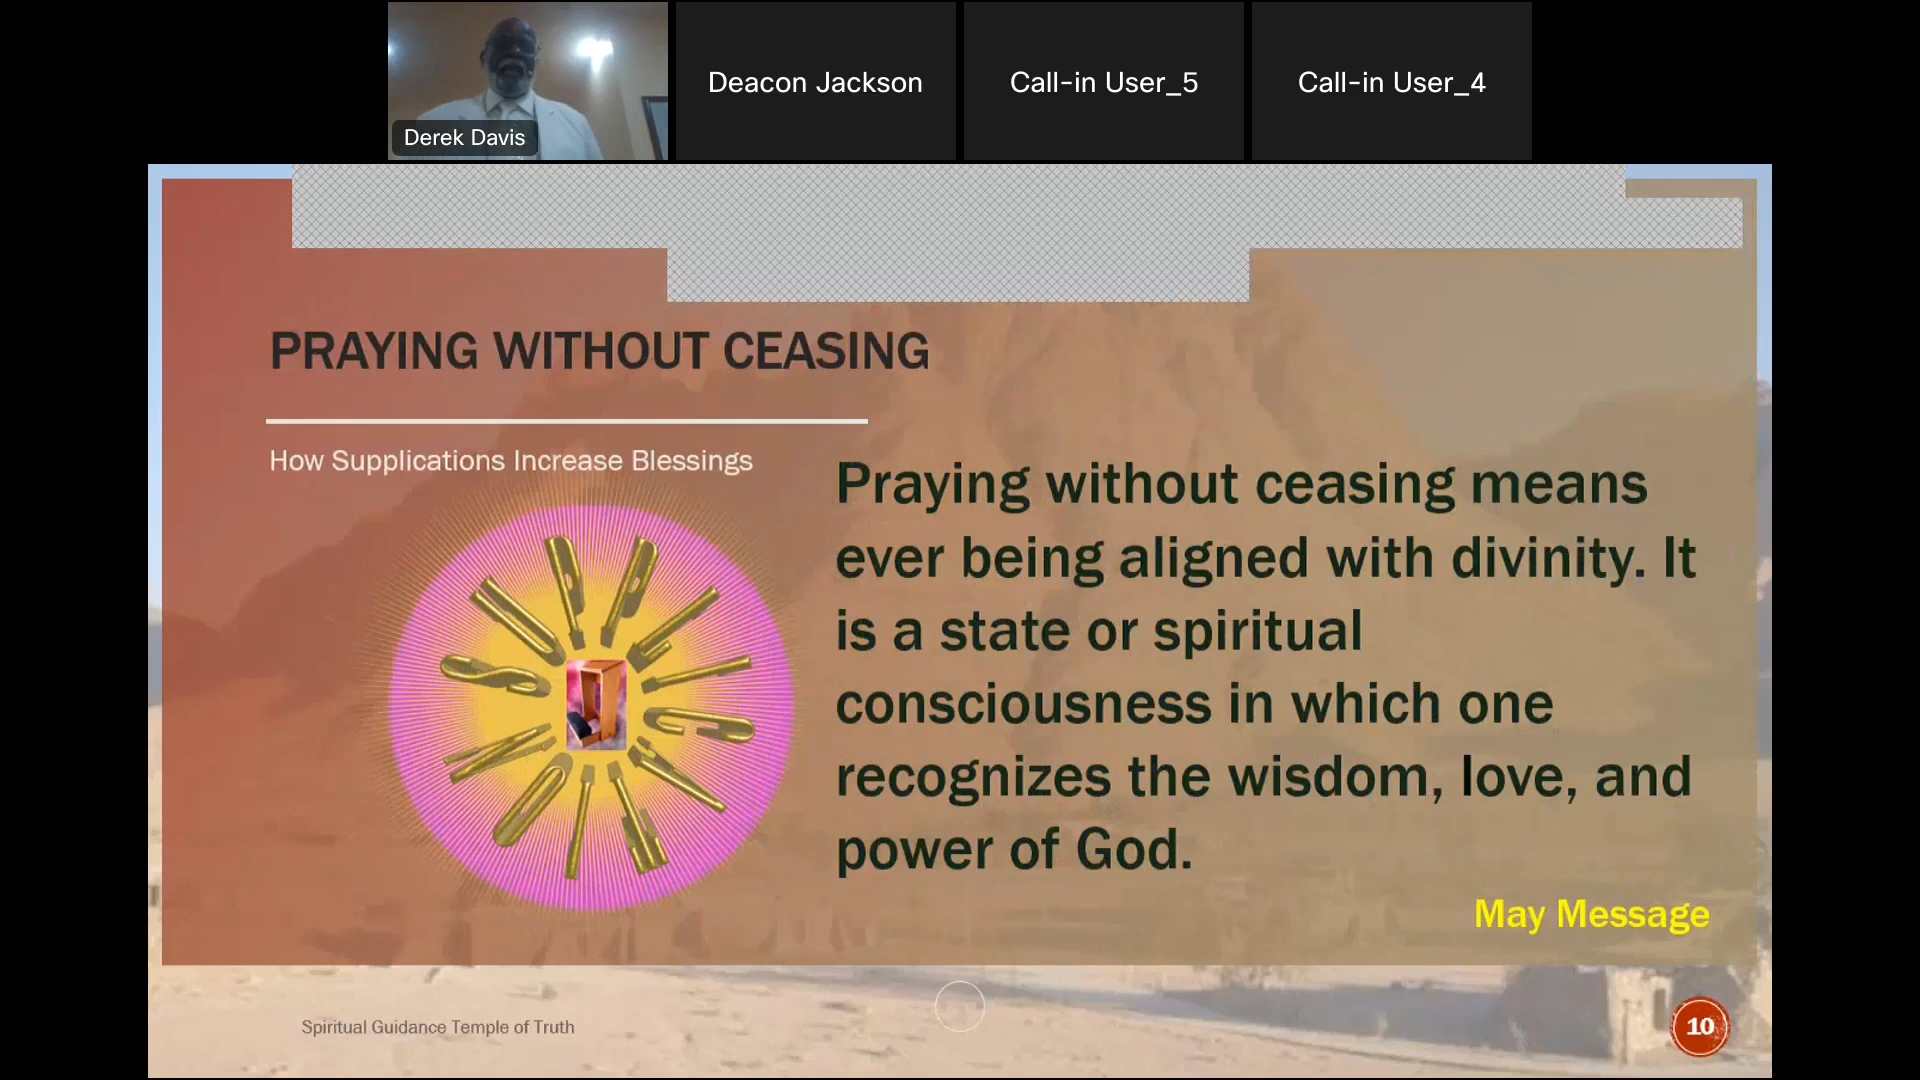 Derek Davis
Deacon Jackson
Call-in User_5
Call-in User_4
PRAYING WITHOUT CEASING
How Supplications Increase Blessings
Praying without ceasing means
ever being aligned with divinity. It
is a state or spiritual
consciousness in which one
recognizes the wisdom, love, and
power of God.
May Message
Spiritual Guidance Temple of Truth
10